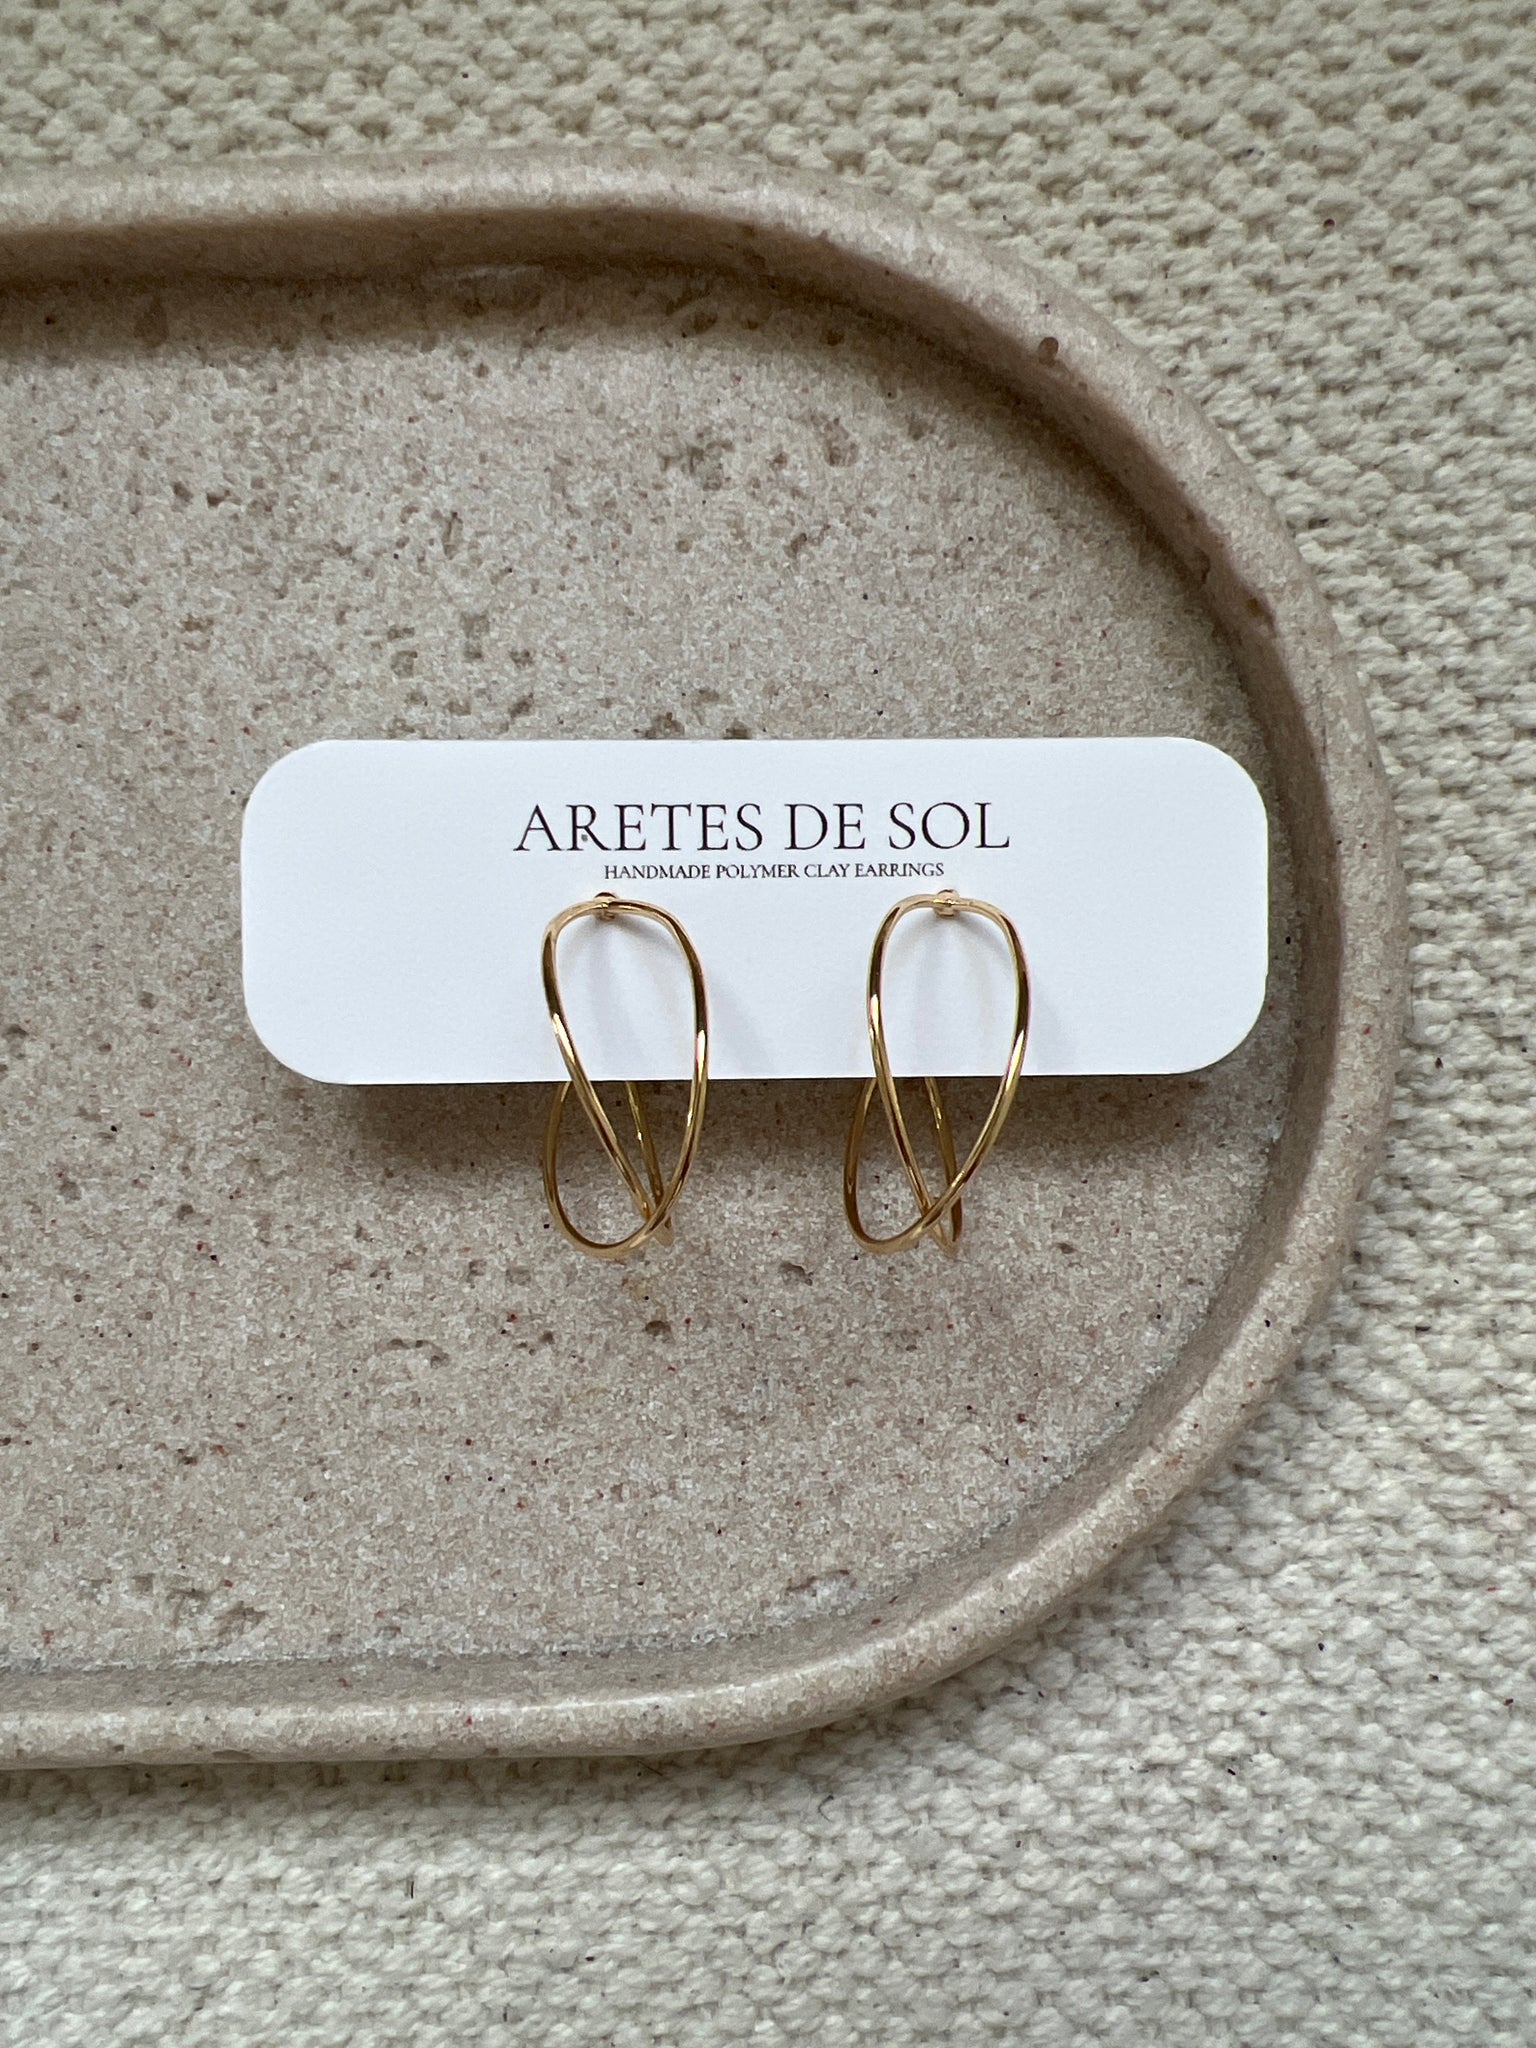 ARETES DE SOL
HANDMADE POLYMER CLAY EARRINGS